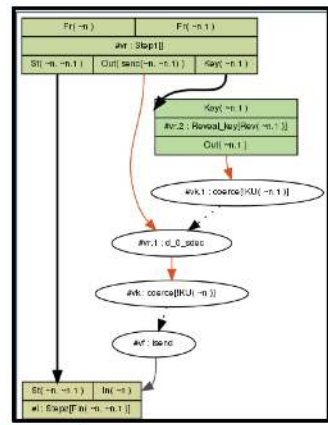 Fr( ~n ) Fr( ~n.1 )
#vr : Step1[]
St( ~n, ~n.1 ) Out( senc(~n, ~n.1) ) Key( ~n.1 )
Key( ~n.1 )
#vr.2 : Reveal_key[Rev( ~n.1 )]
Out( ~n.1 )
#vk.1 : coerce[!KU( ~n.1 )]
#vr.1 : d_0_sdec
#vk : coerce[!KU( ~n )]
#vf : isend
St( ~n, ~n.1 ) In( ~n )
#i : Step2[Fin( ~n, ~n.1 )]